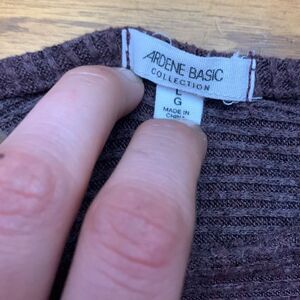 ARDENE BASIC
COLLECTION
L
G
MADE IN
CHINA